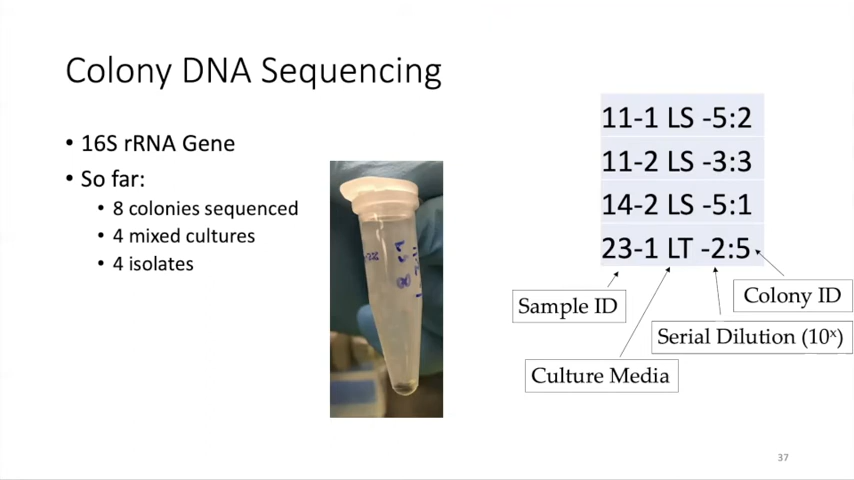 Colony DNA Sequencing
• 16S rRNA Gene
• So far:
• 8 colonies sequenced
• 4 mixed cultures
• 4 isolates
11-1 LS -5:2
11-2 LS -3:3
14-2 LS -5:1
23-1 LT -2:5
Sample ID
Colony ID
Serial Dilution (10ˣ)
Culture Media
37